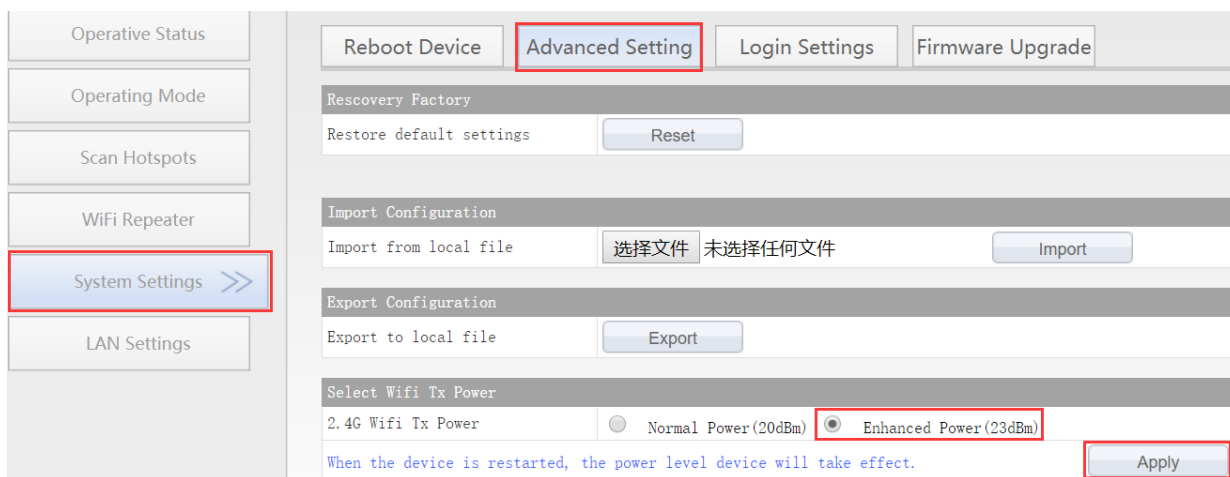 Operative Status
Operating Mode
Scan Hotspots
WiFi Repeater
System Settings >>
LAN Settings
Reboot Device Advanced Setting Login Settings Firmware Upgrade
Rescovery Factory
Restore default settings Reset
Import Configuration
Import from local file 选择文件 未选择任何文件 Import
Export Configuration
Export to local file Export
Select Wifi Tx Power
2.4G Wifi Tx Power Normal Power(20dBm) Enhanced Power(23dBm)
When the device is restarted, the power level device will take effect. Apply